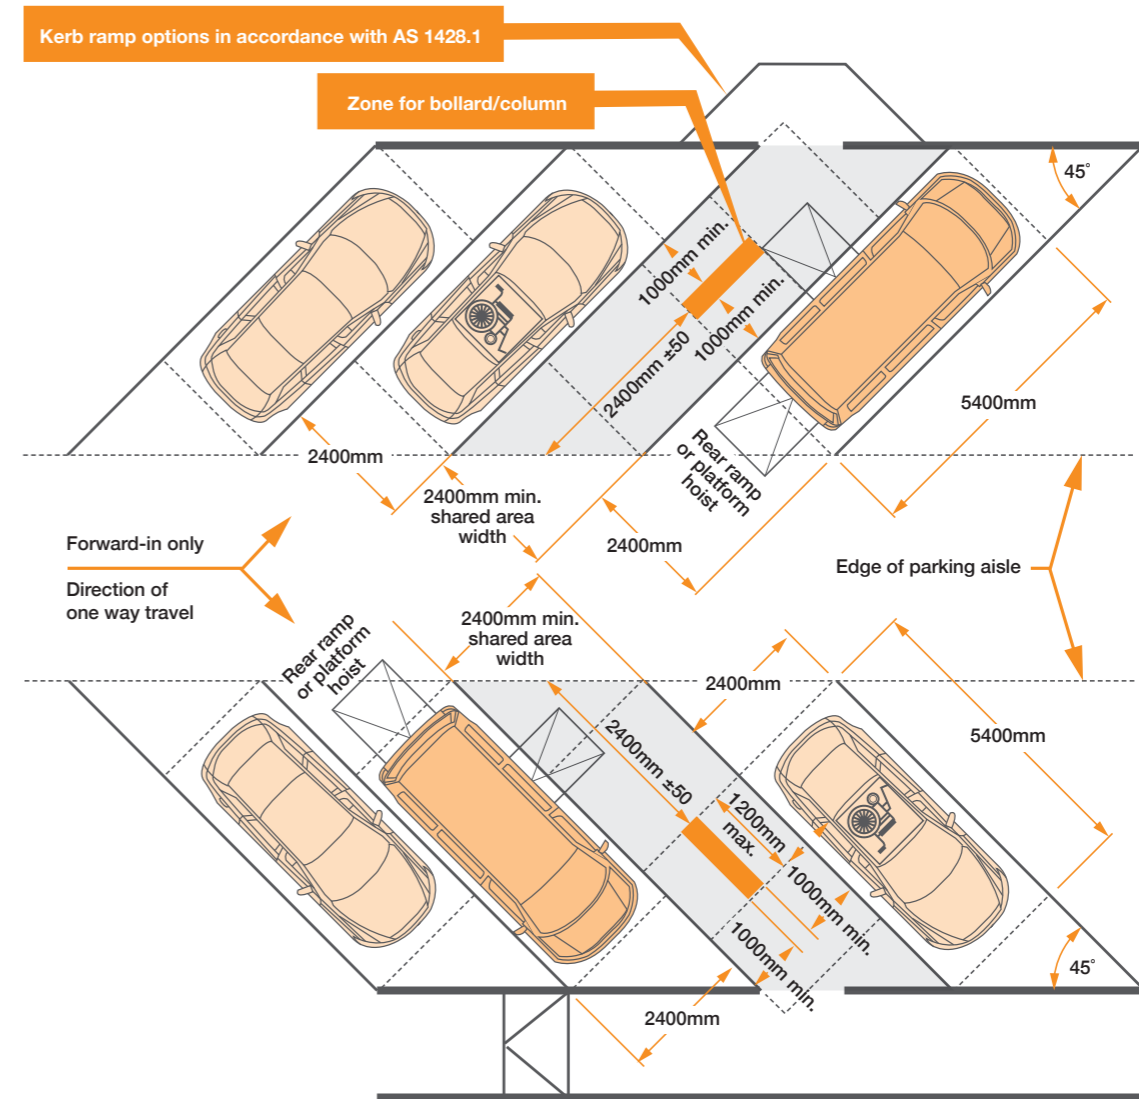 Kerb ramp options in accordance with AS 1428.1
Zone for bollard/column
45°
1000mm min.
1000mm min.
2400mm ±50
5400mm
2400mm
Rear ramp
or platform
hoist
2400mm min.
shared area
width
2400mm
Forward-in only
Direction of
one way travel
Edge of parking aisle
2400mm min.
shared area
width
Rear ramp
or platform
hoist
2400mm
2400mm ±50
5400mm
1200mm
max.
1000mm min.
1000mm min.
45°
2400mm